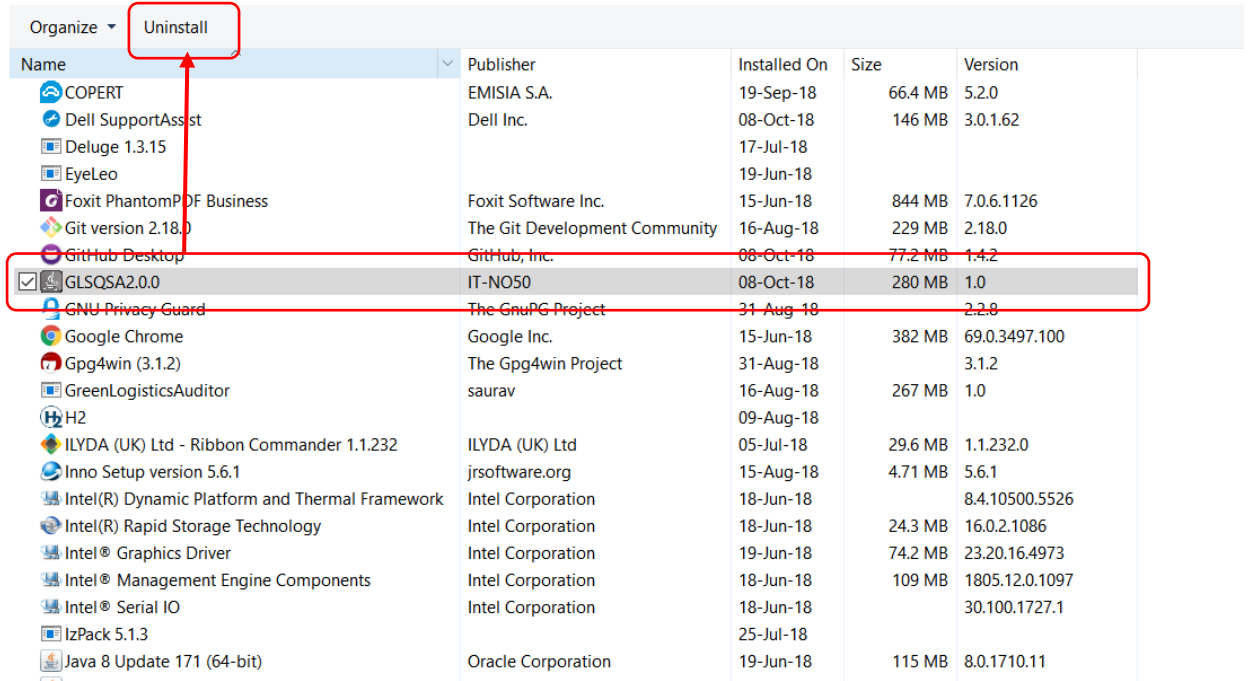 Organize Uninstall
Name Publisher Installed On Size Version
COPERT EMISIA S.A. 19-Sep-18 66.4 MB 5.2.0
Dell SupportAssist Dell Inc. 08-Oct-18 146 MB 3.0.1.62
Deluge 1.3.15 17-Jul-18
EyeLeo 19-Jun-18
Foxit PhantomPDF Business Foxit Software Inc. 15-Jun-18 844 MB 7.0.6.1126
Git version 2.18.0 The Git Development Community 16-Aug-18 229 MB 2.18.0
GitHub Desktop GitHub, Inc. 08-Oct-18 77.2 MB 1.4.2
GLSQSA2.0.0 IT-NO50 08-Oct-18 280 MB 1.0
GNU Privacy Guard The GnuPG Project 31-Aug-18 2.2.8
Google Chrome Google Inc. 15-Jun-18 382 MB 69.0.3497.100
Gpg4win (3.1.2) The Gpg4win Project 31-Aug-18 3.1.2
GreenLogisticsAuditor saurav 16-Aug-18 267 MB 1.0
H2 H2 09-Aug-18
ILYDA (UK) Ltd - Ribbon Commander 1.1.232 ILYDA (UK) Ltd 05-Jul-18 29.6 MB 1.1.232.0
Inno Setup version 5.6.1 jrsoftware.org 15-Aug-18 4.71 MB 5.6.1
Intel(R) Dynamic Platform and Thermal Framework Intel Corporation 18-Jun-18 8.4.10500.5526
Intel(R) Rapid Storage Technology Intel Corporation 18-Jun-18 24.3 MB 16.0.2.1086
Intel® Graphics Driver Intel Corporation 19-Jun-18 74.2 MB 23.20.16.4973
Intel® Management Engine Components Intel Corporation 18-Jun-18 109 MB 1805.12.0.1097
Intel® Serial IO Intel Corporation 18-Jun-18 30.100.1727.1
IzPack 5.1.3 25-Jul-18
Java 8 Update 171 (64-bit) Oracle Corporation 19-Jun-18 115 MB 8.0.1710.11